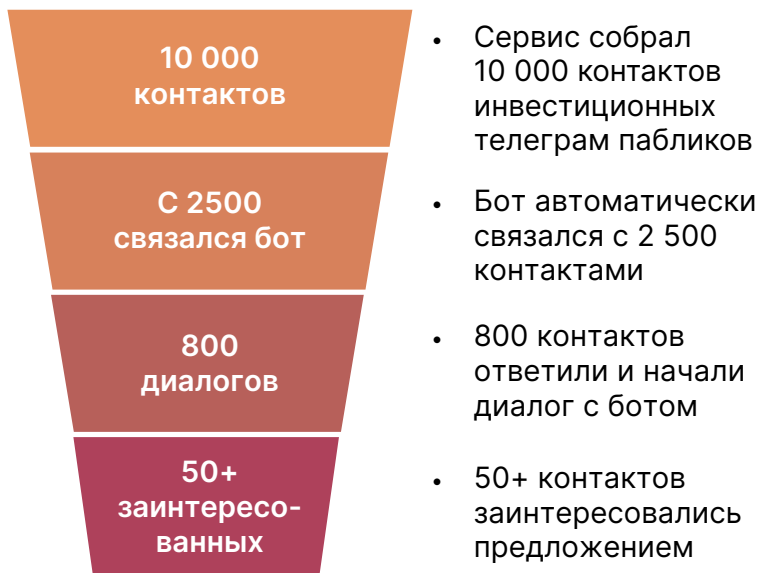 10 000
контактов
• Сервис собрал
10 000 контактов
инвестиционных
телеграм пабликов
С 2500
связался бот
• Бот автоматически
связался с 2 500
контактами
800
диалогов
• 800 контактов
ответили и начали
диалог с ботом
50+
заинтересо-
ванных
• 50+ контактов
заинтересовались
предложением